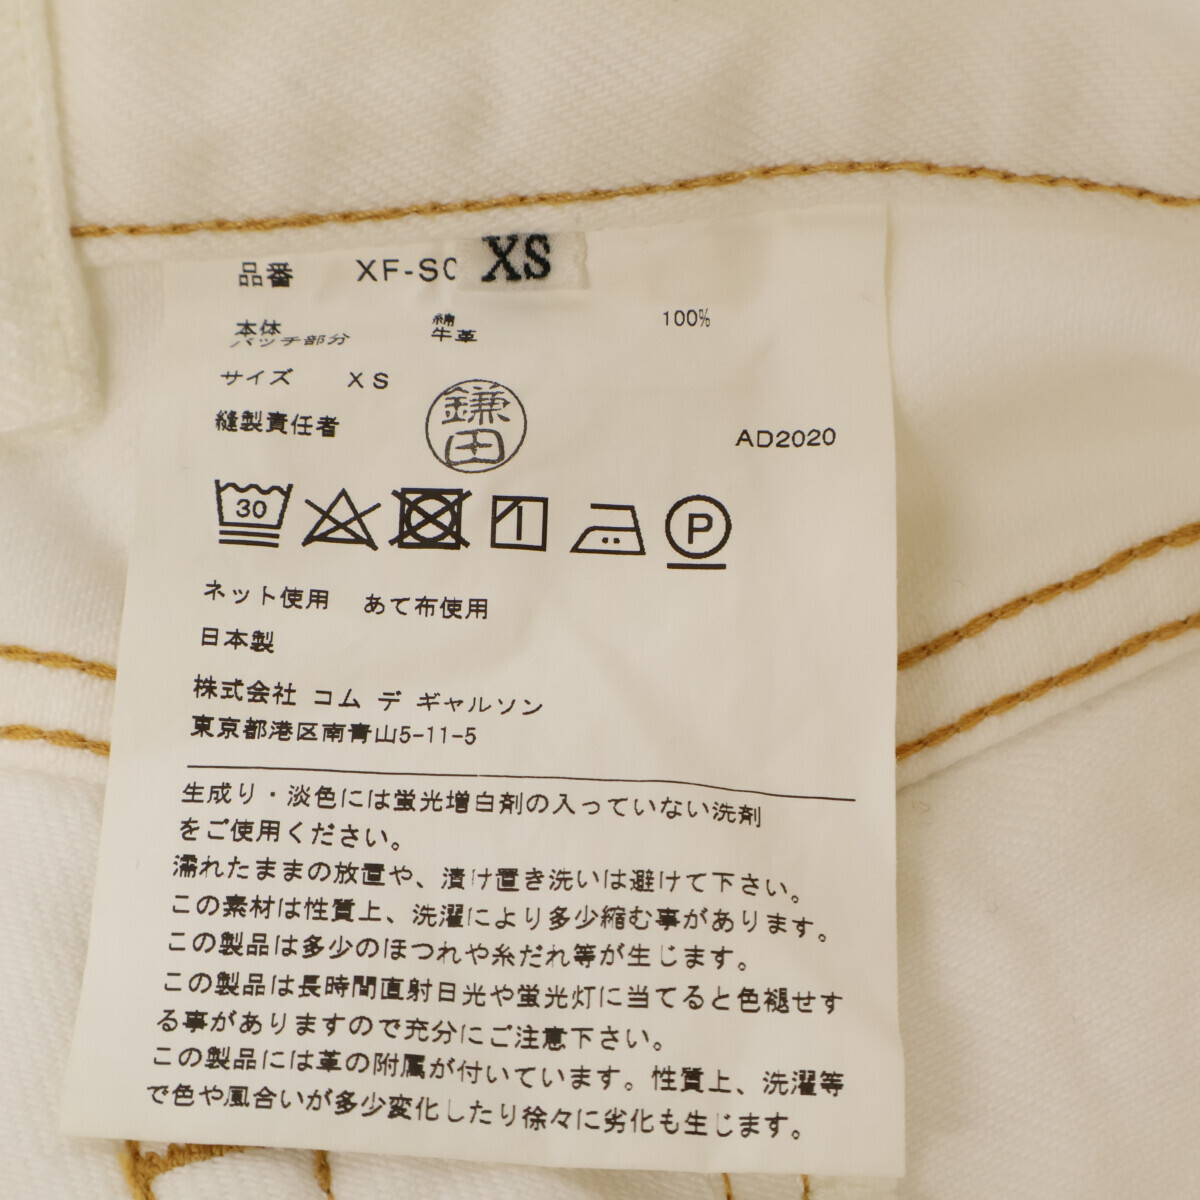 品番 XF-SC XS
本体 綿 100%
パッチ部分 牛革
サイズ XS
縫製責任者 鎌田 AD2020
30 P
ネット使用 あて布使用
日本製
株式会社 コム デ ギャルソン
東京都港区南青山5-11-5
生成り・淡色には蛍光増白剤の入っていない洗剤
をご使用ください。
濡れたままの放置や、漬け置き洗いは避けて下さい。
この素材は性質上、洗濯により多少縮む事があります。
この製品は多少のほつれや糸だれ等が生じます。
この製品は長時間直射日光や蛍光灯に当てると色褪せす
る事がありますので充分にご注意下さい。
この製品には革の附属が付いています。性質上、洗濯等
で色や風合いが多少変化したり徐々に劣化も生じます。